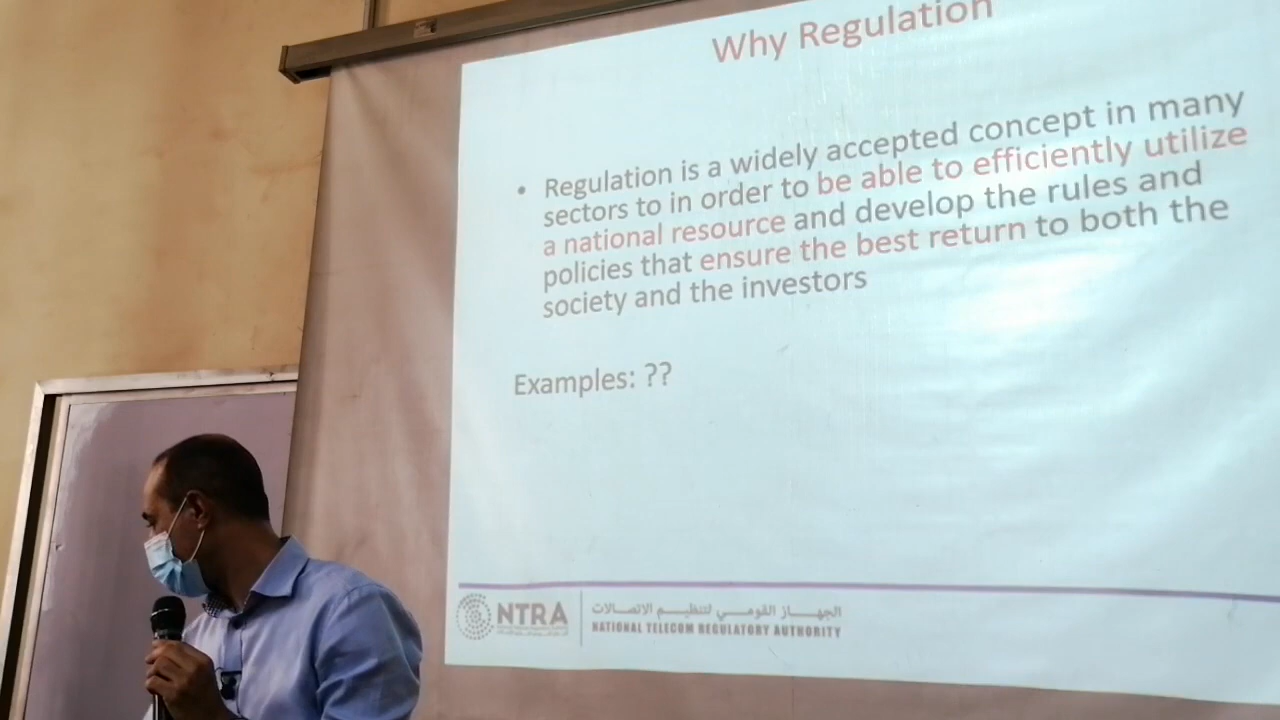 Why Regulation
• Regulation is a widely accepted concept in many
sectors to in order to be able to efficiently utilize
a national resource and develop the rules and
policies that ensure the best return to both the
society and the investors
Examples: ??
NTRA
الجهاز القومي لتنظيم الاتصالات
NATIONAL TELECOM REGULATORY AUTHORITY